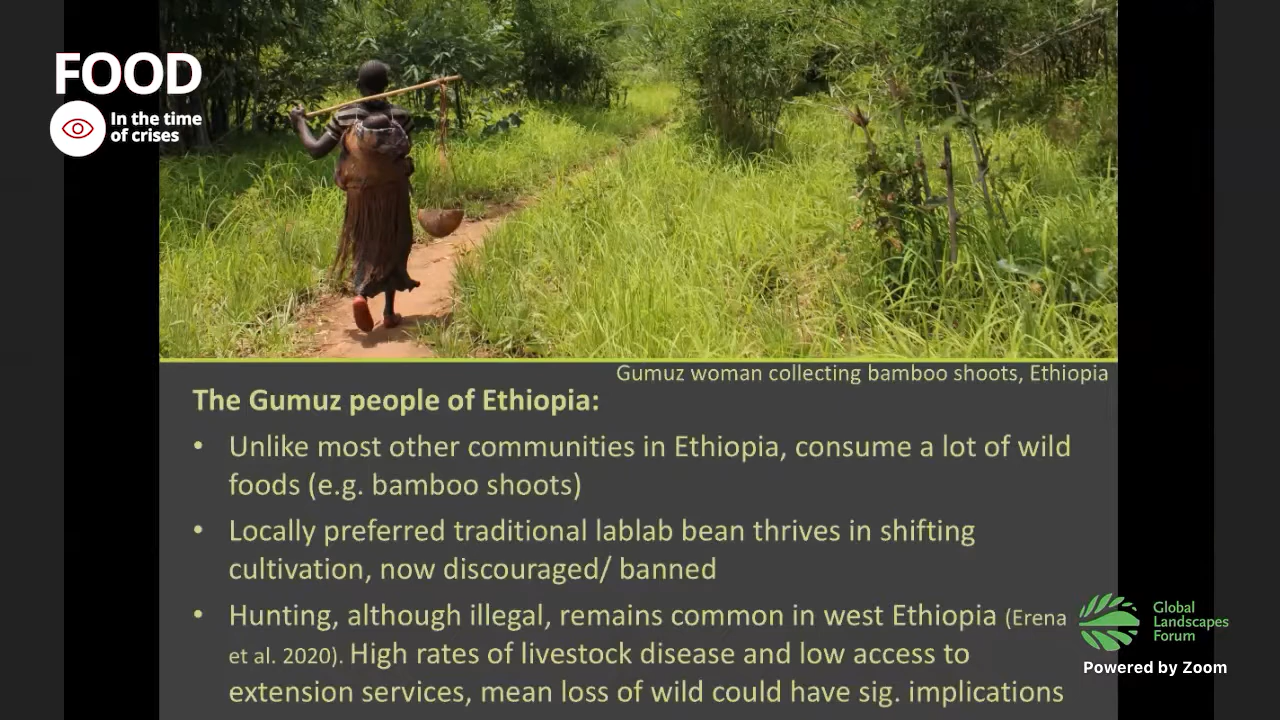 FOOD
In the time
of crises
Gumuz woman collecting bamboo shoots, Ethiopia
The Gumuz people of Ethiopia:
• Unlike most other communities in Ethiopia, consume a lot of wild
foods (e.g. bamboo shoots)
• Locally preferred traditional lablab bean thrives in shifting
cultivation, now discouraged/ banned
• Hunting, although illegal, remains common in west Ethiopia (Erena
et al. 2020). High rates of livestock disease and low access to
extension services, mean loss of wild could have sig. implications
Global
Landscapes
Forum
Powered by Zoom